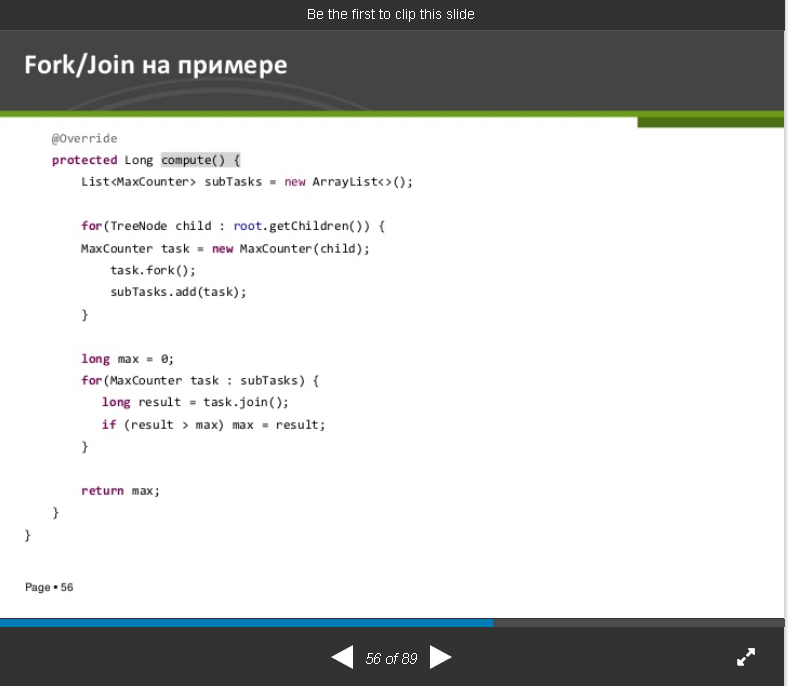 Be the first to clip this slide
Fork/Join на примере
@Override
protected Long compute() {
List<MaxCounter> subTasks = new ArrayList<>();
for(TreeNode child : root.getChildren()) {
MaxCounter task = new MaxCounter(child);
task.fork();
subTasks.add(task);
}
long max = 0;
for(MaxCounter task : subTasks) {
long result = task.join();
if (result > max) max = result;
}
return max;
}
}
Page ▪ 56
56 of 89